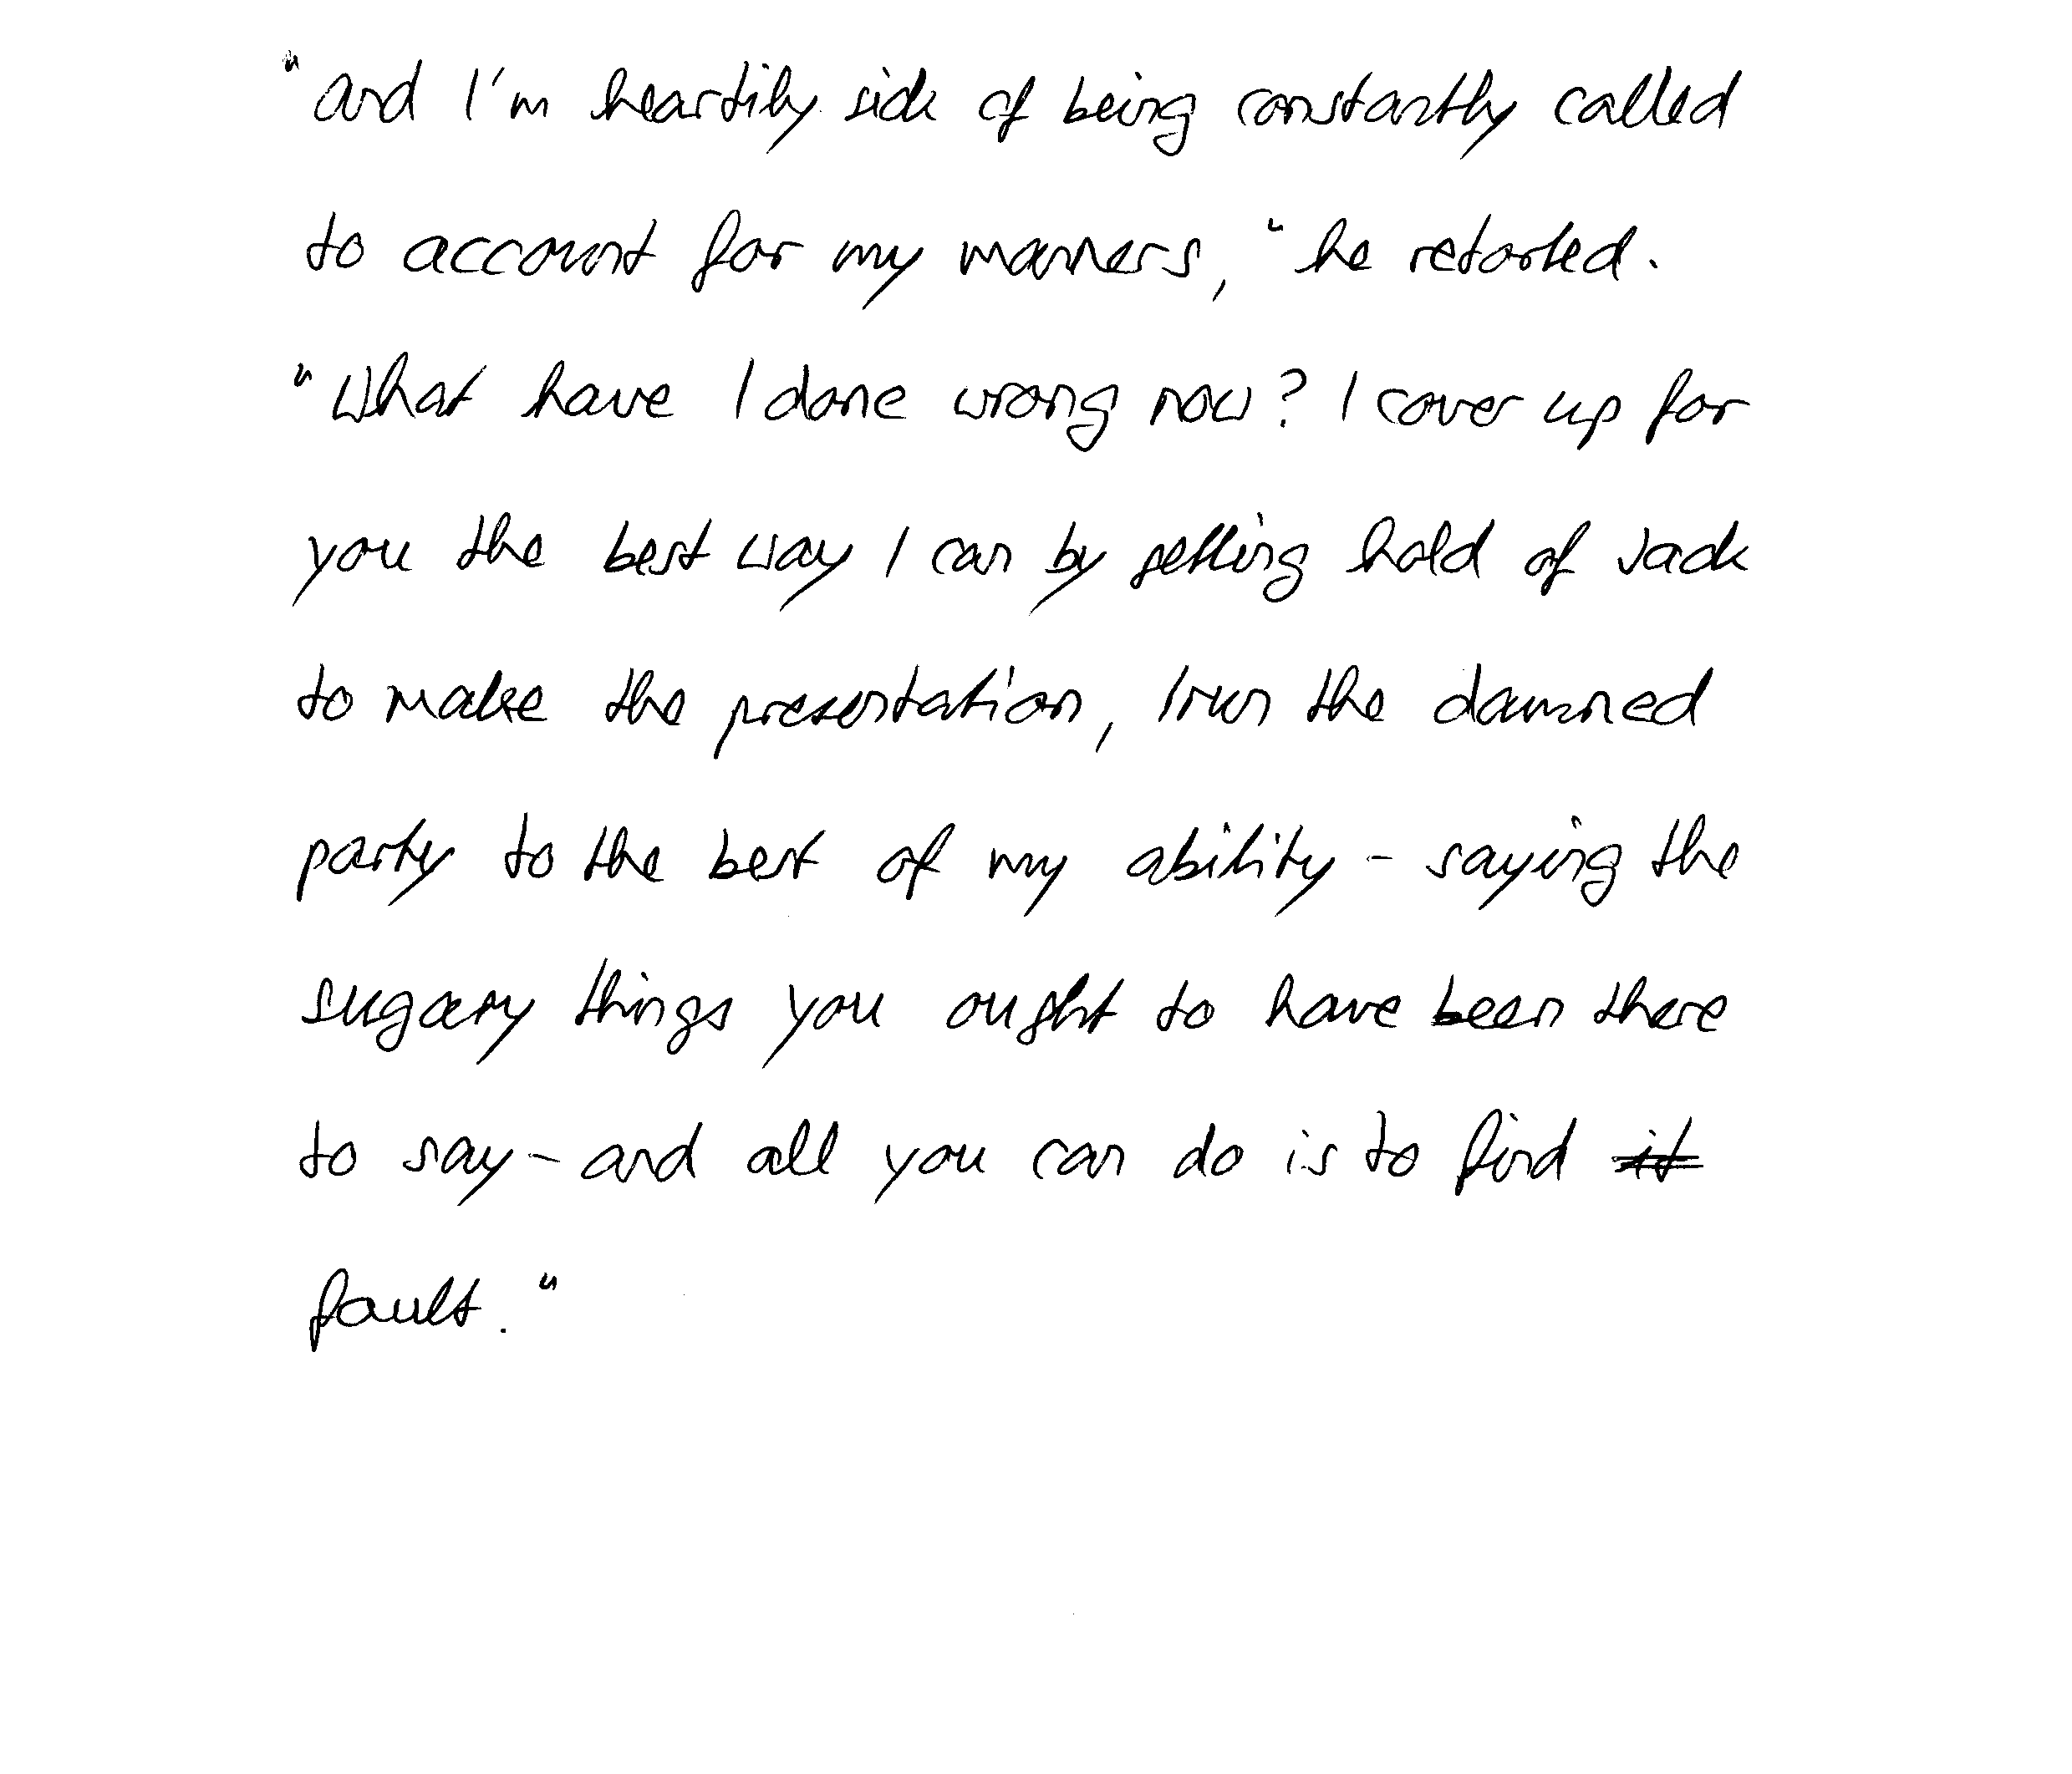 "And I'm heartily sick of being constantly called
to account for my manners," he retorted.
"What have I done wrong now? I cover up for
you the best way I can by getting hold of Jack
to make the presentation, I run the damned
party to the best of my ability - saying the
sugary things you ought to have been there
to say - and all you can do is to find it
fault."